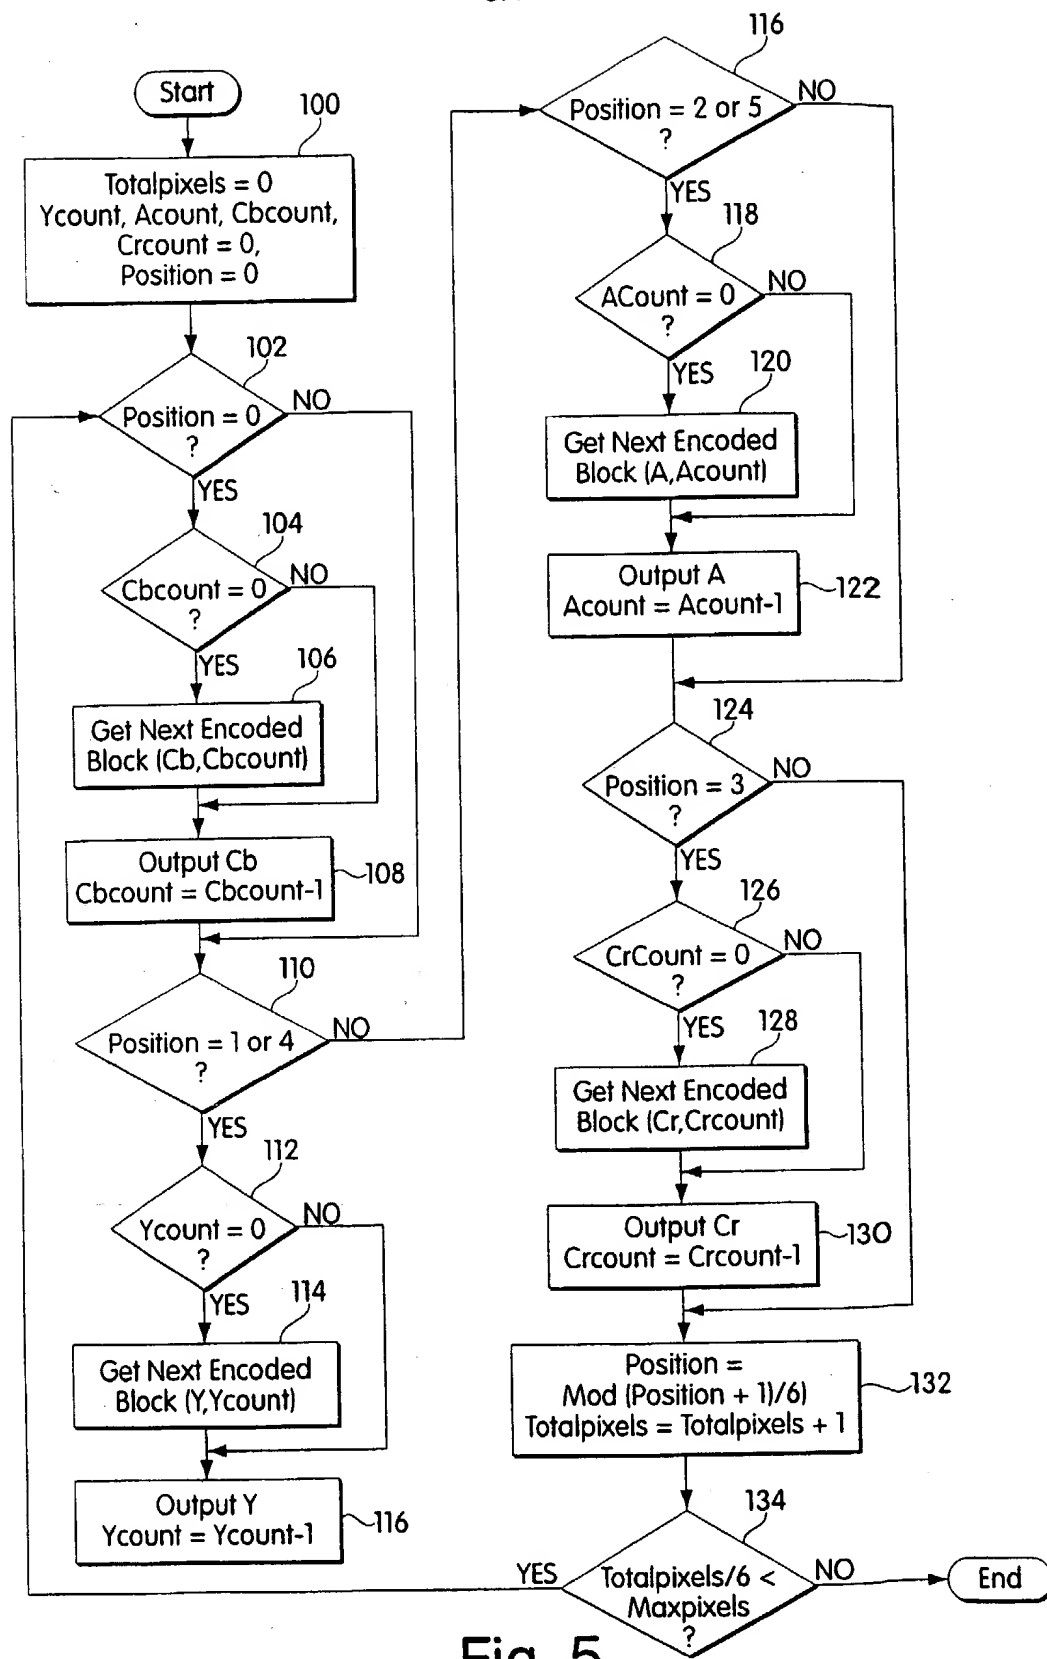 Start
100
Totalpixels = 0
Ycount, Acount, Cbcount,
Crcount = 0,
Position = 0
102
Position = 0
?
NO
YES
104
Cbcount = 0
?
NO
YES
106
Get Next Encoded
Block (Cb,Cbcount)
Output Cb
Cbcount = Cbcount-1
108
110
Position = 1 or 4
?
NO
YES
112
Ycount = 0
?
NO
YES
114
Get Next Encoded
Block (Y,Ycount)
Output Y
Ycount = Ycount-1
116
116
Position = 2 or 5
?
NO
YES
118
ACount = 0
?
NO
YES
120
Get Next Encoded
Block (A,Acount)
Output A
Acount = Acount-1
122
124
Position = 3
?
NO
YES
126
CrCount = 0
?
NO
YES
128
Get Next Encoded
Block (Cr,Crcount)
Output Cr
Crcount = Crcount-1
130
Position =
Mod (Position + 1)/6)
Totalpixels = Totalpixels + 1
132
134
Totalpixels/6 <
Maxpixels
?
YES
NO
End
Fig. 5